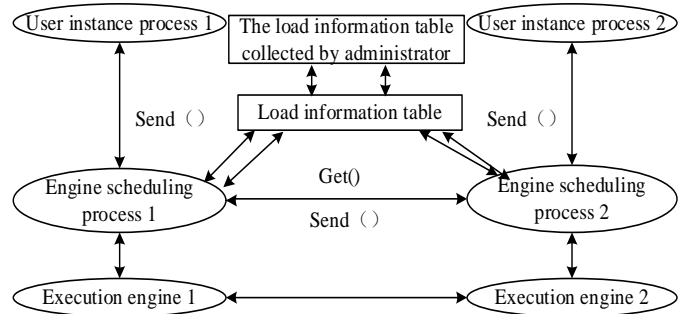 User instance process 1
The load information table
collected by administrator
User instance process 2
Load information table
Send（）
Send（）
Engine scheduling
process 1
Get()
Send（）
Engine scheduling
process 2
Execution engine 1
Execution engine 2